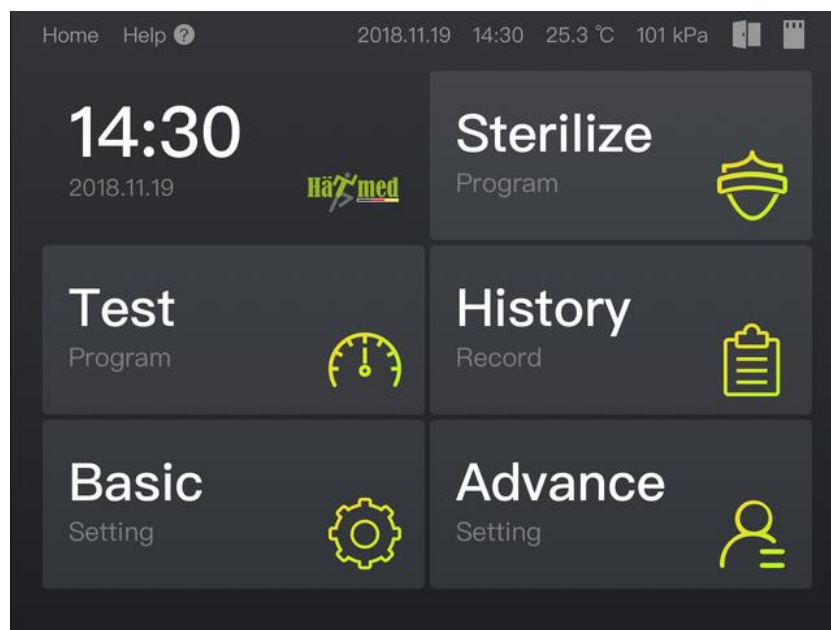 Home Help ? 2018.11.19 14:30 25.3 ℃ 101 kPa
14:30
2018.11.19
Hämed
Sterilize
Program
Test
Program
History
Record
Basic
Setting
Advance
Setting